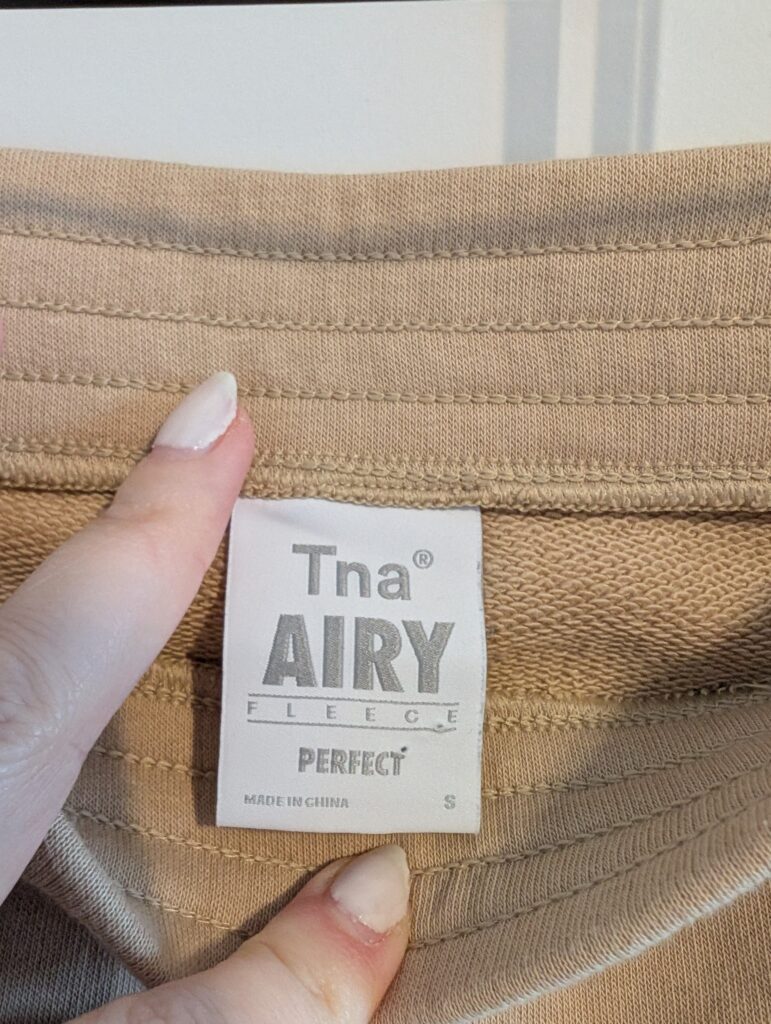 Tna®
AIRY
FLEECE
PERFECT
MADE IN CHINA S